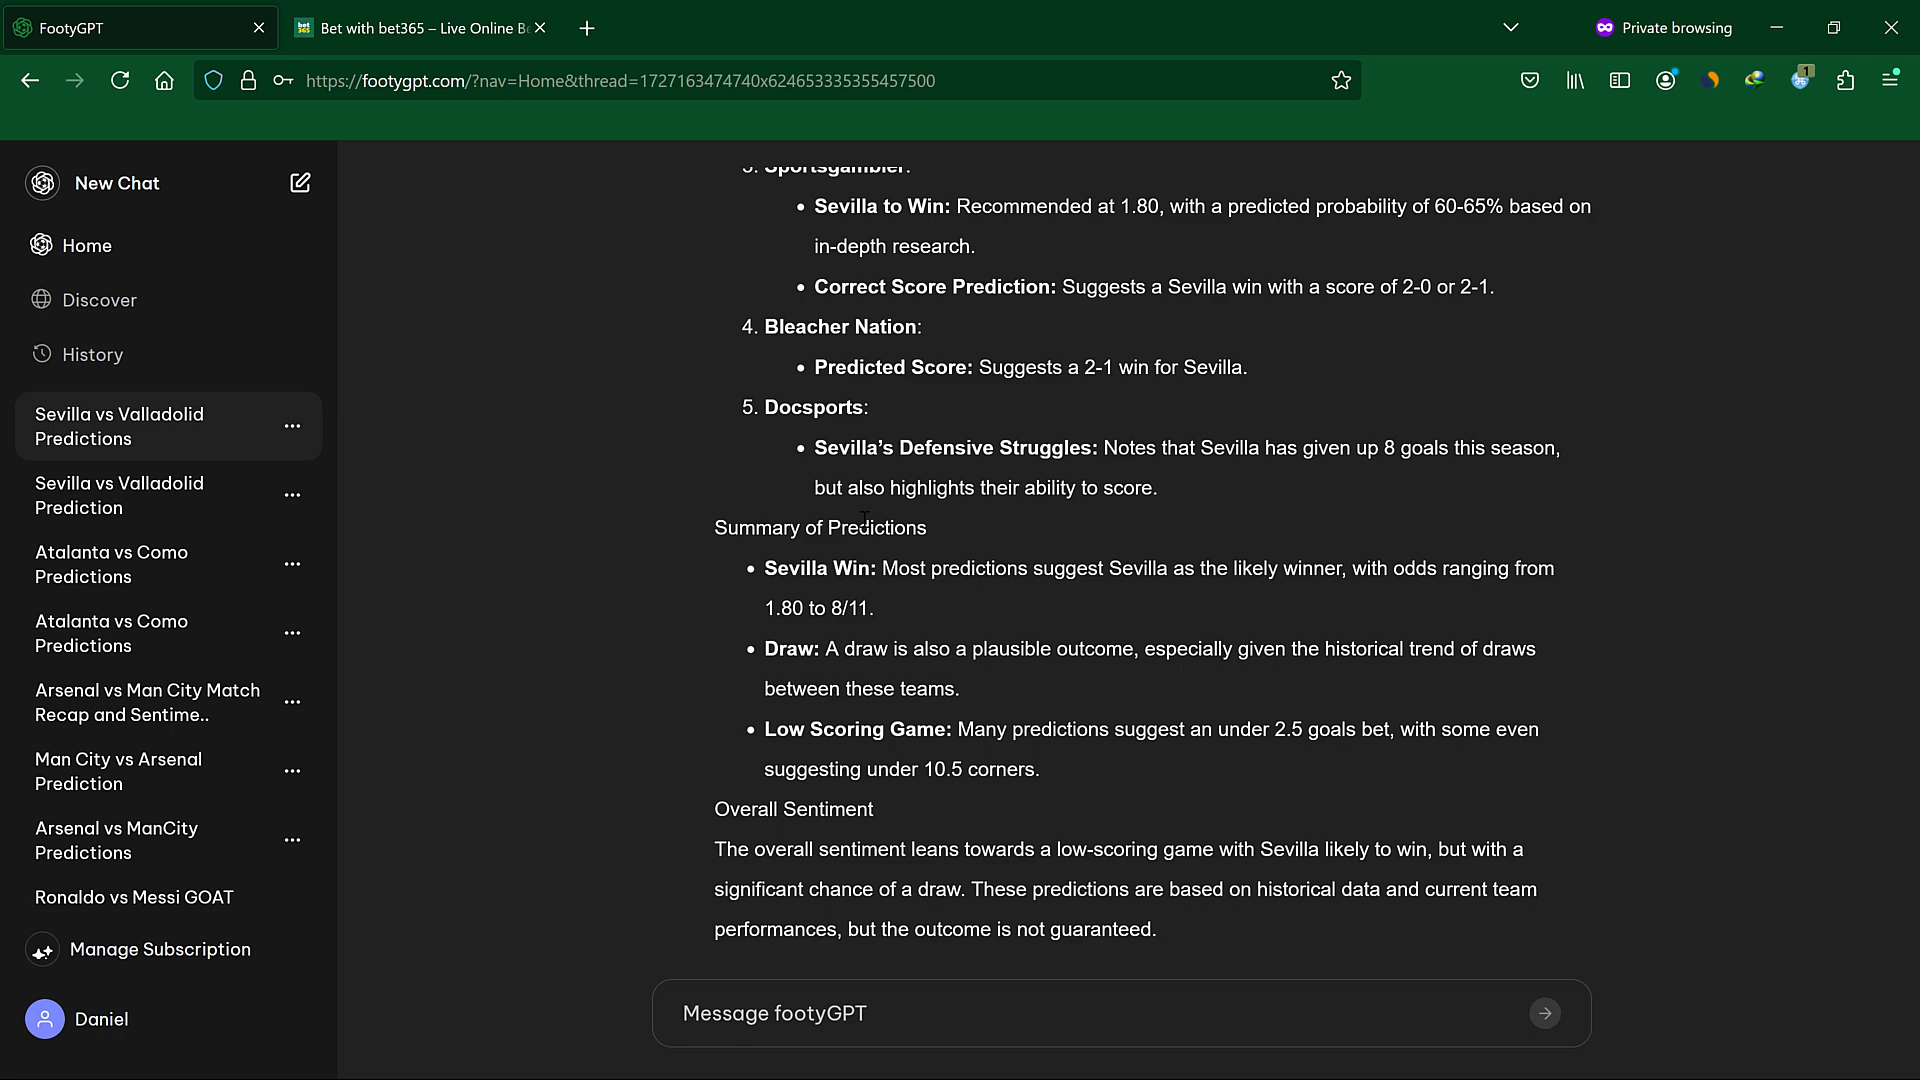 FootyGPT
bet365 Bet with bet365 – Live Online Be
Private browsing
https://footygpt.com/?nav=Home&thread=1727163474740x624653335355457500
1
New Chat
Home
Discover
History
Sevilla vs Valladolid
Predictions
Sevilla vs Valladolid
Prediction
Atalanta vs Como
Predictions
Atalanta vs Como
Predictions
Arsenal vs Man City Match
Recap and Sentime..
Man City vs Arsenal
Prediction
Arsenal vs ManCity
Predictions
Ronaldo vs Messi GOAT
Manage Subscription
Daniel
3. Sportsgambler:
• Sevilla to Win: Recommended at 1.80, with a predicted probability of 60-65% based on
in-depth research.
• Correct Score Prediction: Suggests a Sevilla win with a score of 2-0 or 2-1.
4. Bleacher Nation:
• Predicted Score: Suggests a 2-1 win for Sevilla.
5. Docsports:
• Sevilla’s Defensive Struggles: Notes that Sevilla has given up 8 goals this season,
but also highlights their ability to score.
Summary of Predictions
• Sevilla Win: Most predictions suggest Sevilla as the likely winner, with odds ranging from
1.80 to 8/11.
• Draw: A draw is also a plausible outcome, especially given the historical trend of draws
between these teams.
• Low Scoring Game: Many predictions suggest an under 2.5 goals bet, with some even
suggesting under 10.5 corners.
Overall Sentiment
The overall sentiment leans towards a low-scoring game with Sevilla likely to win, but with a
significant chance of a draw. These predictions are based on historical data and current team
performances, but the outcome is not guaranteed.
Message footyGPT